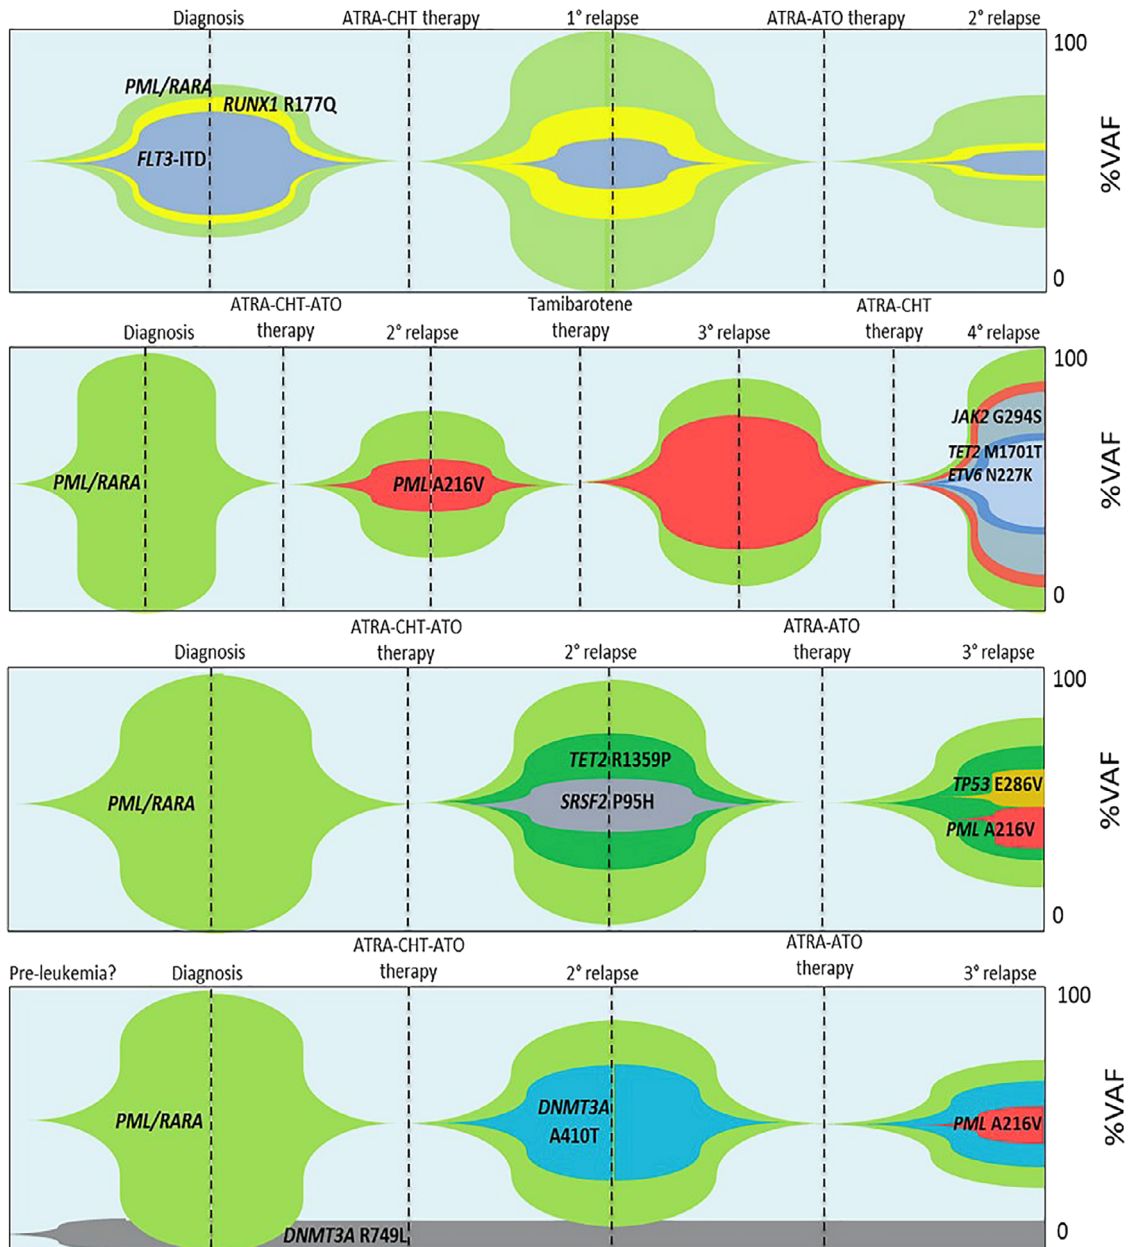 Diagnosis ATRA-CHT therapy 1° relapse ATRA-ATO therapy 2° relapse
100
PML/RARA
RUNX1 R177Q
FLT3-ITD
%VAF
0
ATRA-CHT-ATO Tamibarotene ATRA-CHT
Diagnosis therapy 2° relapse therapy 3° relapse therapy 4° relapse
100
JAK2 G294S
TET2 M1701T
PML/RARA PML A216V ETV6 N227K
%VAF
0
ATRA-CHT-ATO ATRA-ATO
Diagnosis therapy 2° relapse therapy 3° relapse
100
TET2 R1359P
TP53 E286V
PML/RARA SRSF2 P95H
PML A216V
%VAF
0
ATRA-CHT-ATO ATRA-ATO
Pre-leukemia? Diagnosis therapy 2° relapse therapy 3° relapse
100
DNMT3A
PML/RARA PML A216V
A410T
%VAF
DNMT3A R749L 0